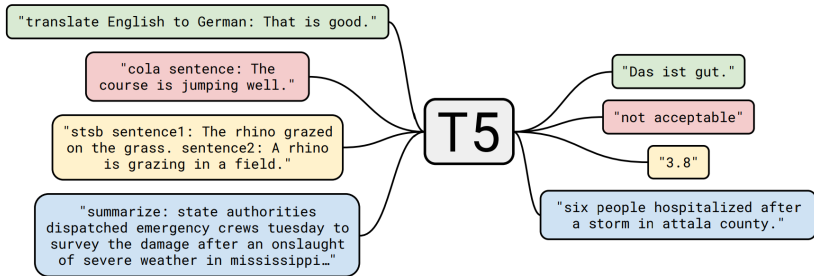 "translate English to German: That is good."
"cola sentence: The
course is jumping well."
"stsb sentence1: The rhino grazed
on the grass. sentence2: A rhino
is grazing in a field."
"summarize: state authorities
dispatched emergency crews tuesday to
survey the damage after an onslaught
of severe weather in mississippi…"
T5
"Das ist gut."
"not acceptable"
"3.8"
"six people hospitalized after
a storm in attala county."